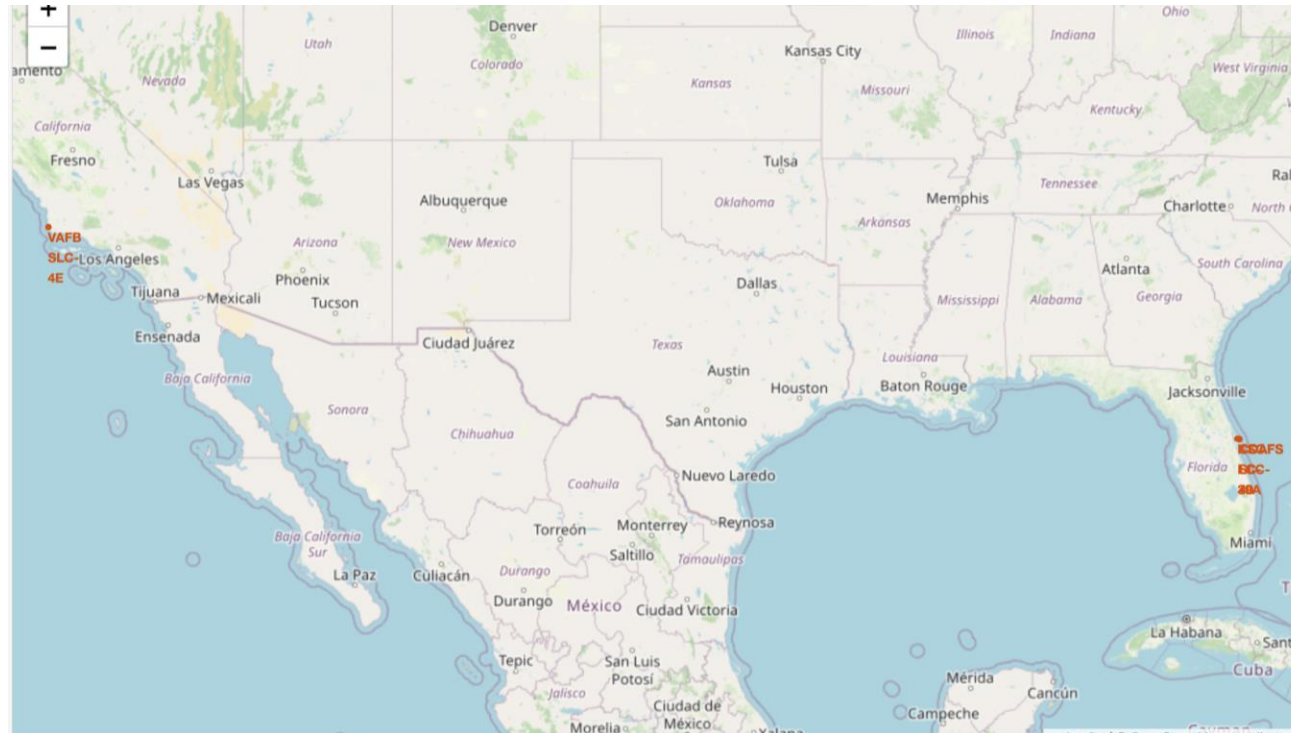 +
−
Ohio
Denver
Utah
Illinois
Indiana
Kansas City
amento
Colorado
West Virginia
Nevada
Kansas
Missouri
Kentucky
California
Fresno
Tulsa
Las Vegas
Tennessee
Albuquerque
Memphis
Oklahoma
Charlotte
Arkansas
VAFB
SLC-
4E
Arizona
New Mexico
Los Angeles
South Carolina
Atlanta
Phoenix
Dallas
Tijuana
Mexicali
Mississippi
Alabama
Georgia
Tucson
Ensenada
Ciudad Juárez
Texas
Louisiana
Austin
Baja California
Houston
Baton Rouge
Jacksonville
Sonora
San Antonio
Chihuahua
Florida
Nuevo Laredo
Coahuila
Torreón
Monterrey
Reynosa
Baja California
Sur
Saltillo
Miami
Tamaulipas
La Paz
Culiacán
Durango
Durango
México
Ciudad Victoria
La Habana
Tepic
San Luis
Potosí
Cuba
Mérida
Jalisco
Cancún
Ciudad de
México
Campeche
Morelia